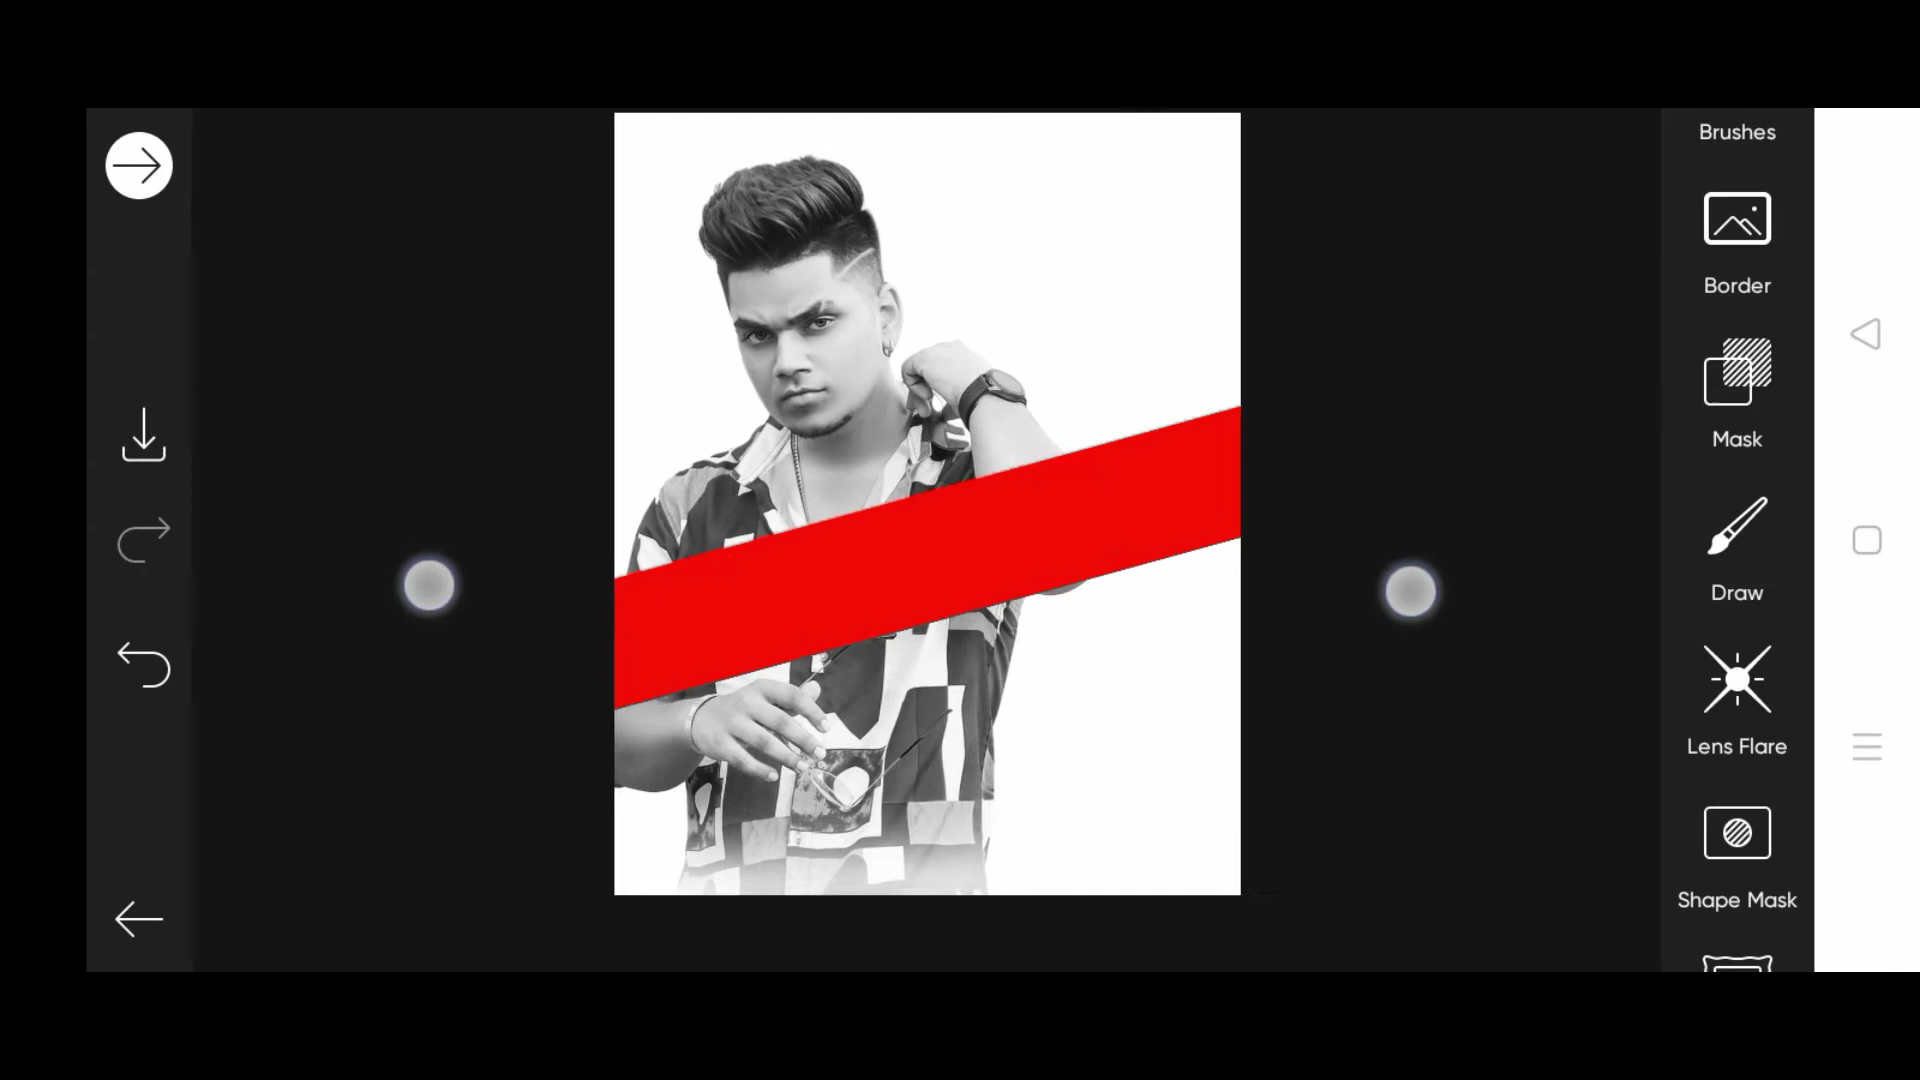 Brushes
Border
Mask
Draw
Lens Flare
Shape Mask